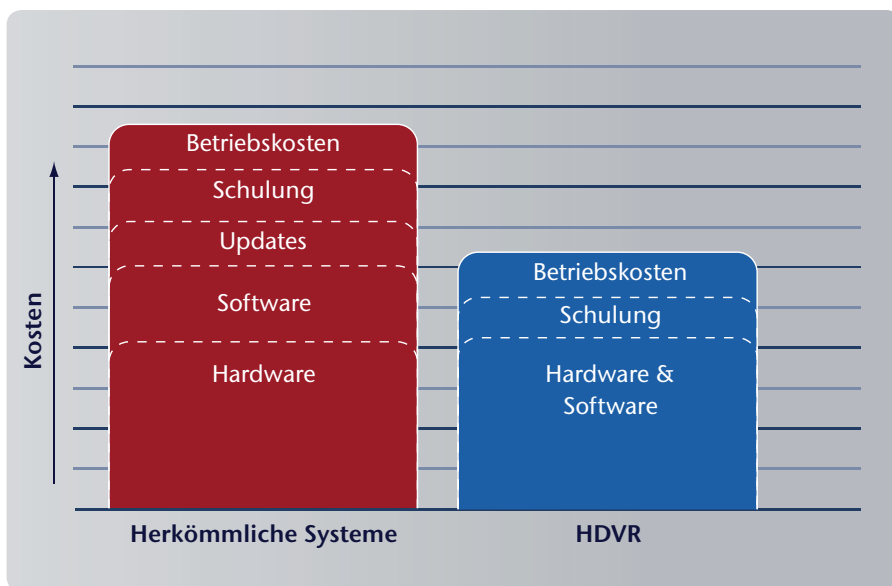 Kosten
Betriebskosten
Schulung
Updates
Software
Hardware
Betriebskosten
Schulung
Hardware &
Software
Herkömmliche Systeme
HDVR